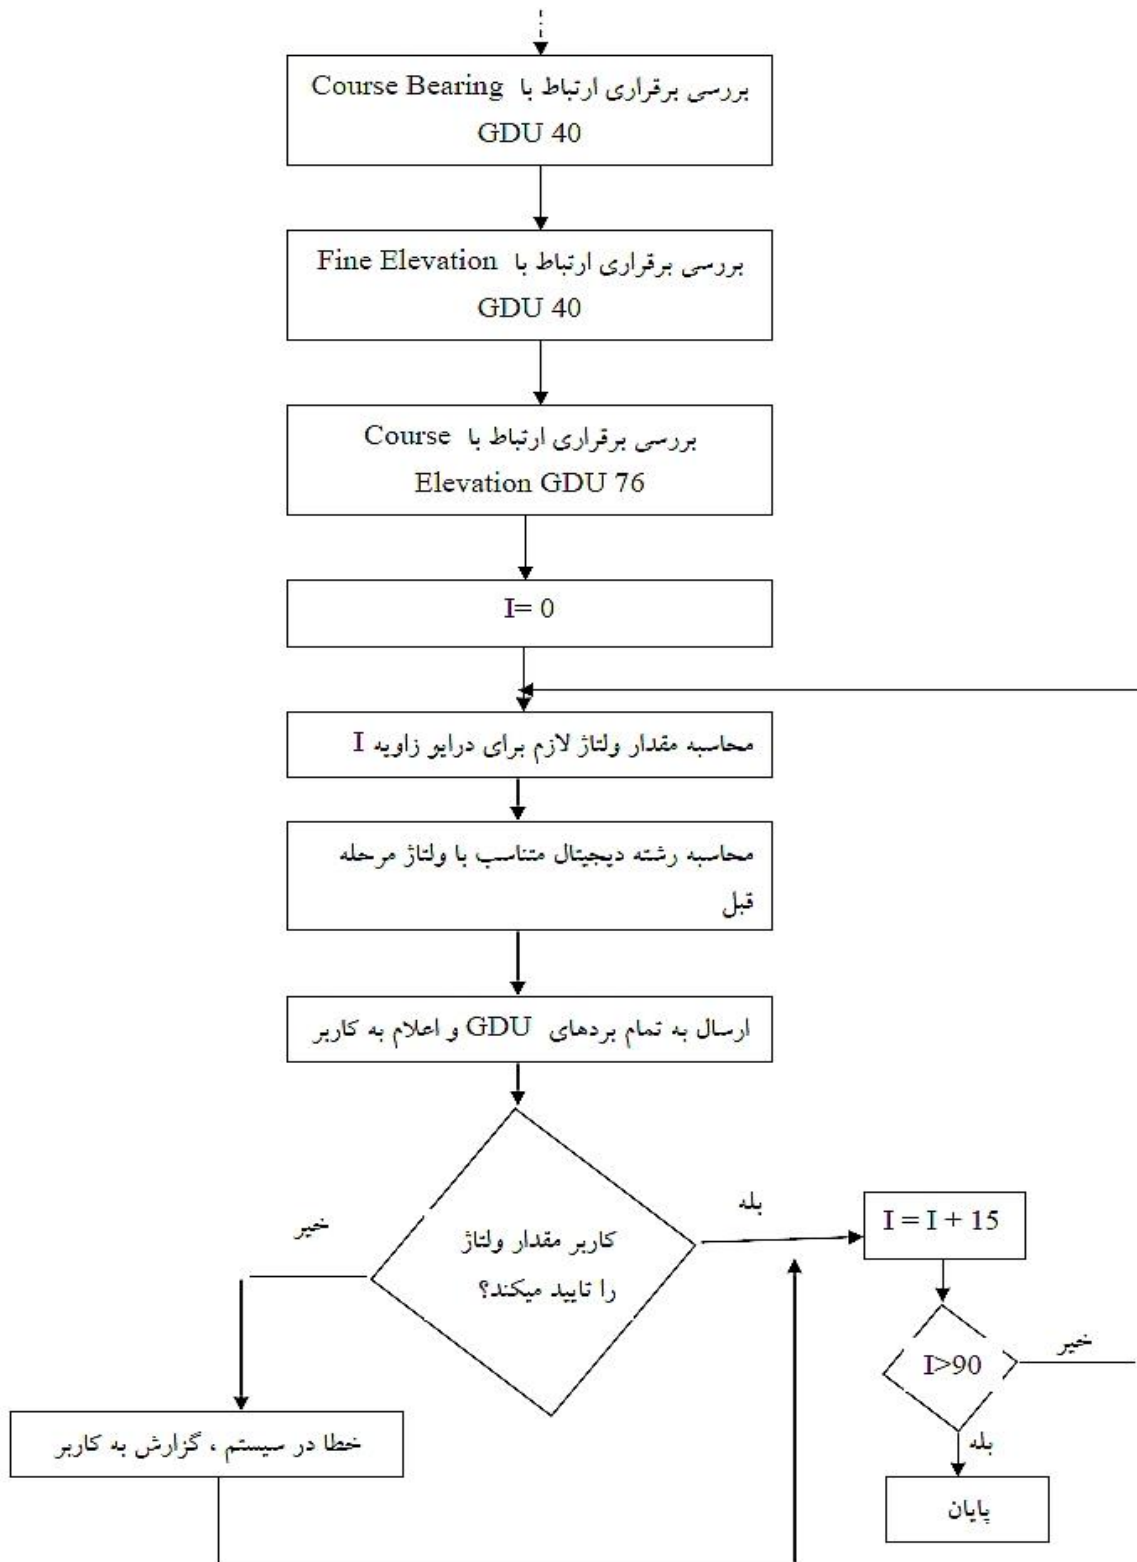 بررسی برقراری ارتباط با Course Bearing
GDU 40
بررسی برقراری ارتباط با Fine Elevation
GDU 40
بررسی برقراری ارتباط با Course
Elevation GDU 76
I= 0
محاسبه مقدار ولتاژ لازم برای درایو زاویه I
محاسبه رشته دیجیتال متناسب با ولتاژ مرحله
قبل
ارسال به تمام بردهای GDU و اعلام به کاربر
کاربر مقدار ولتاژ
را تایید میکند؟
بله
خیر
I = I + 15
I>90
خیر
بله
خطا در سیستم ، گزارش به کاربر
پایان